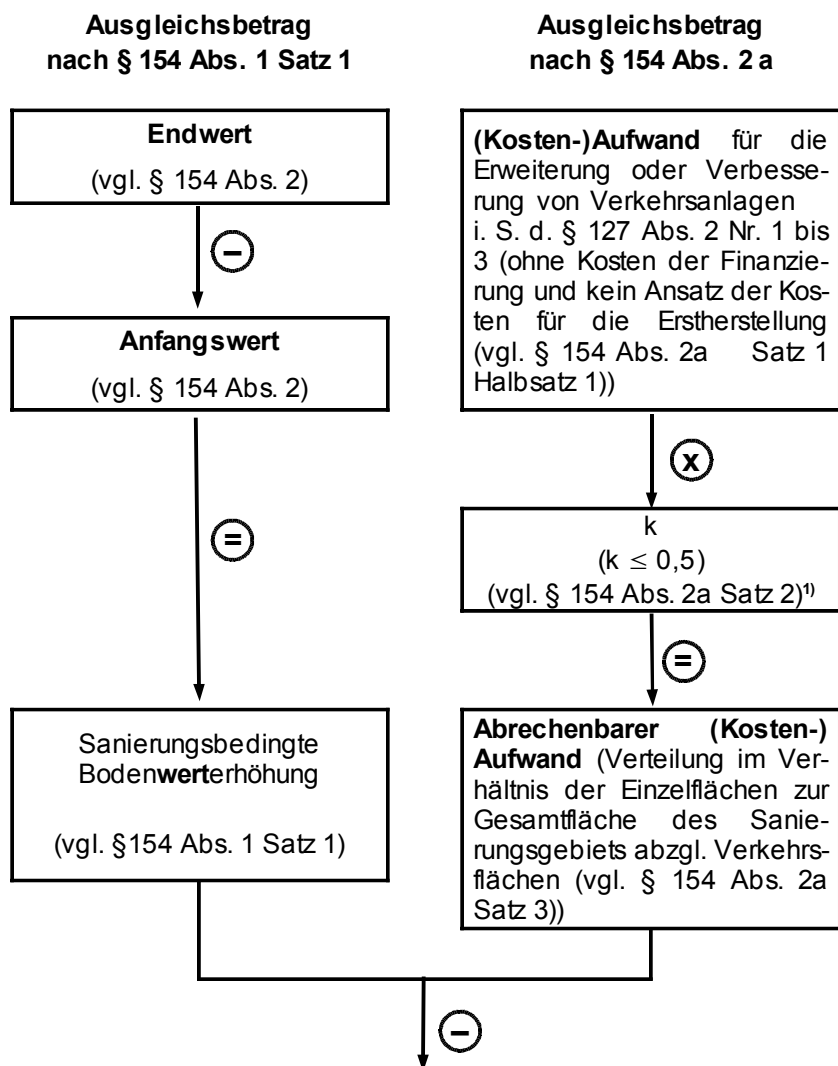 Ausgleichsbetrag
nach § 154 Abs. 1 Satz 1
Endwert
(vgl. § 154 Abs. 2)
−
Anfangswert
(vgl. § 154 Abs. 2)
=
Sanierungsbedingte
Bodenwerterhöhung
(vgl. §154 Abs. 1 Satz 1)
Ausgleichsbetrag
nach § 154 Abs. 2 a
(Kosten-)Aufwand für die
Erweiterung oder Verbesse-
rung von Verkehrsanlagen
i. S. d. § 127 Abs. 2 Nr. 1 bis
3 (ohne Kosten der Finanzie-
rung und kein Ansatz der Kos-
ten für die Erstherstellung
(vgl. § 154 Abs. 2a Satz 1
Halbsatz 1))
x
k
(k ≤ 0,5)
(vgl. § 154 Abs. 2a Satz 2)¹⁾
=
Abrechenbarer (Kosten-)
Aufwand (Verteilung im Ver-
hältnis der Einzelflächen zur
Gesamtfläche des Sanie-
rungsgebiets abzgl. Verkehrs-
flächen (vgl. § 154 Abs. 2a
Satz 3))
−